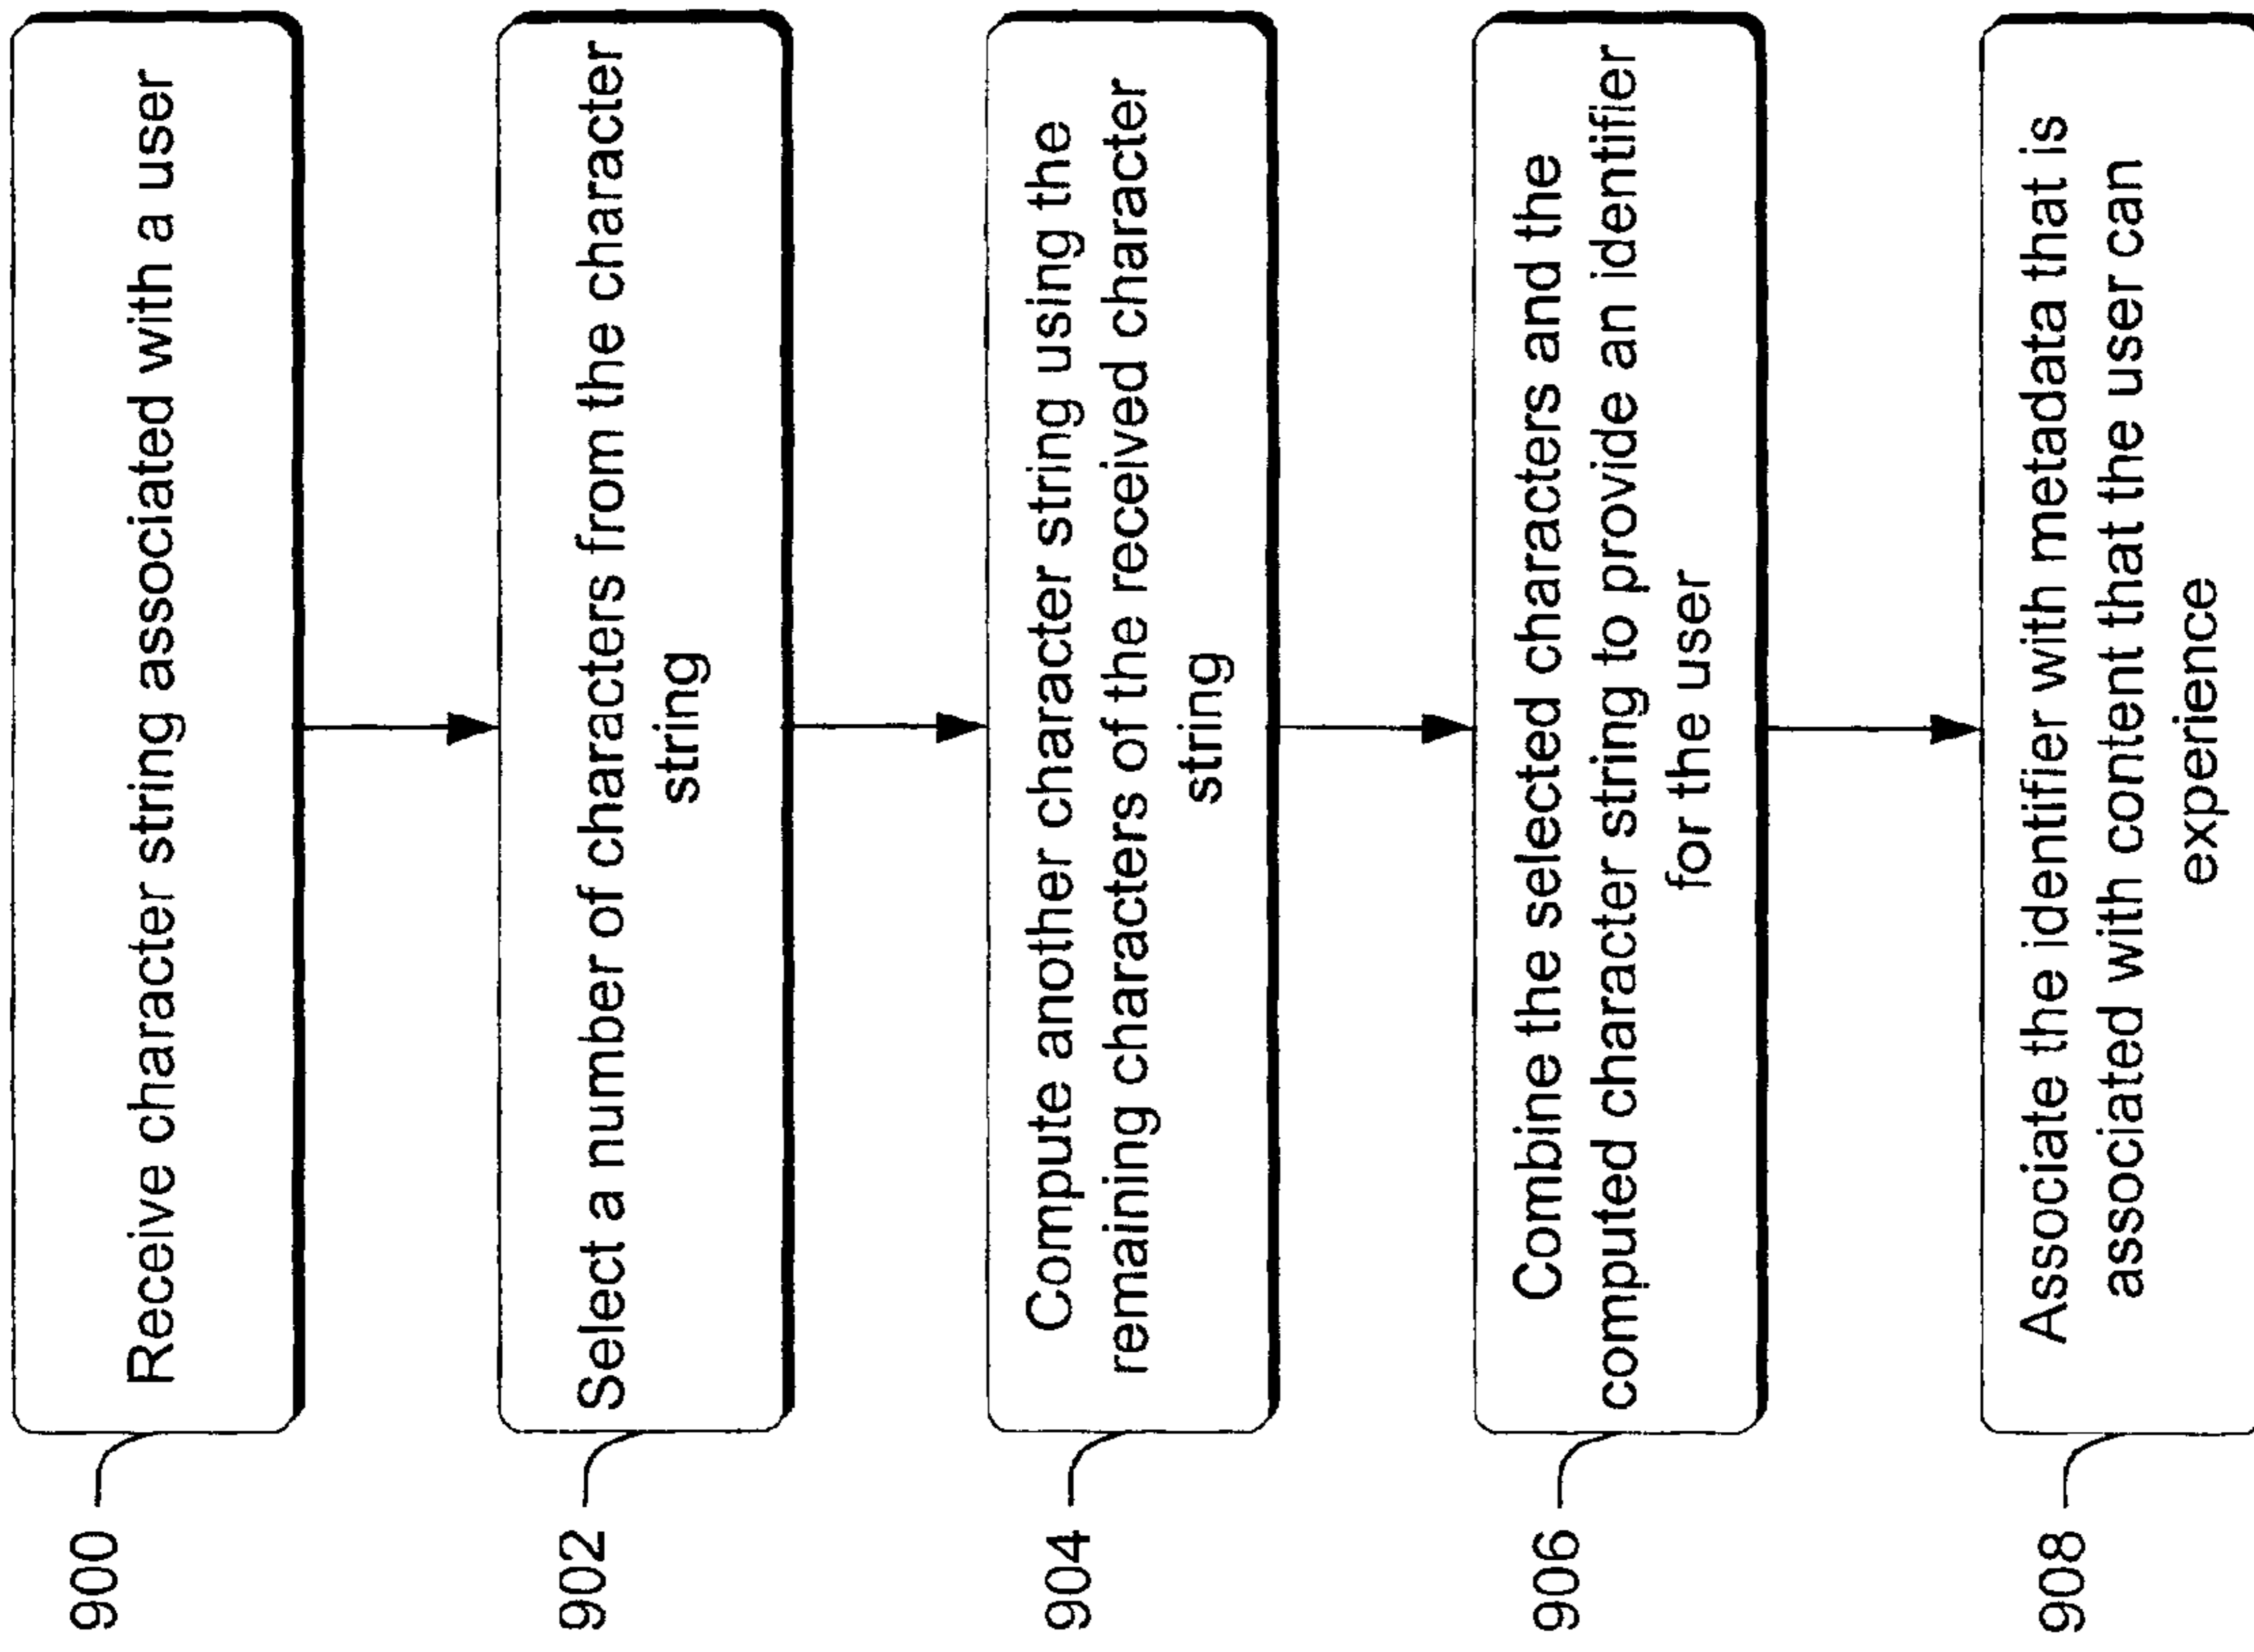 900
Receive character string associated with a user
902
Select a number of characters from the character
string
904
Compute another character string using the
remaining characters of the received character
string
906
Combine the selected characters and the
computed character string to provide an identifier
for the user
908
Associate the identifier with metadata that is
associated with content that the user can
experience